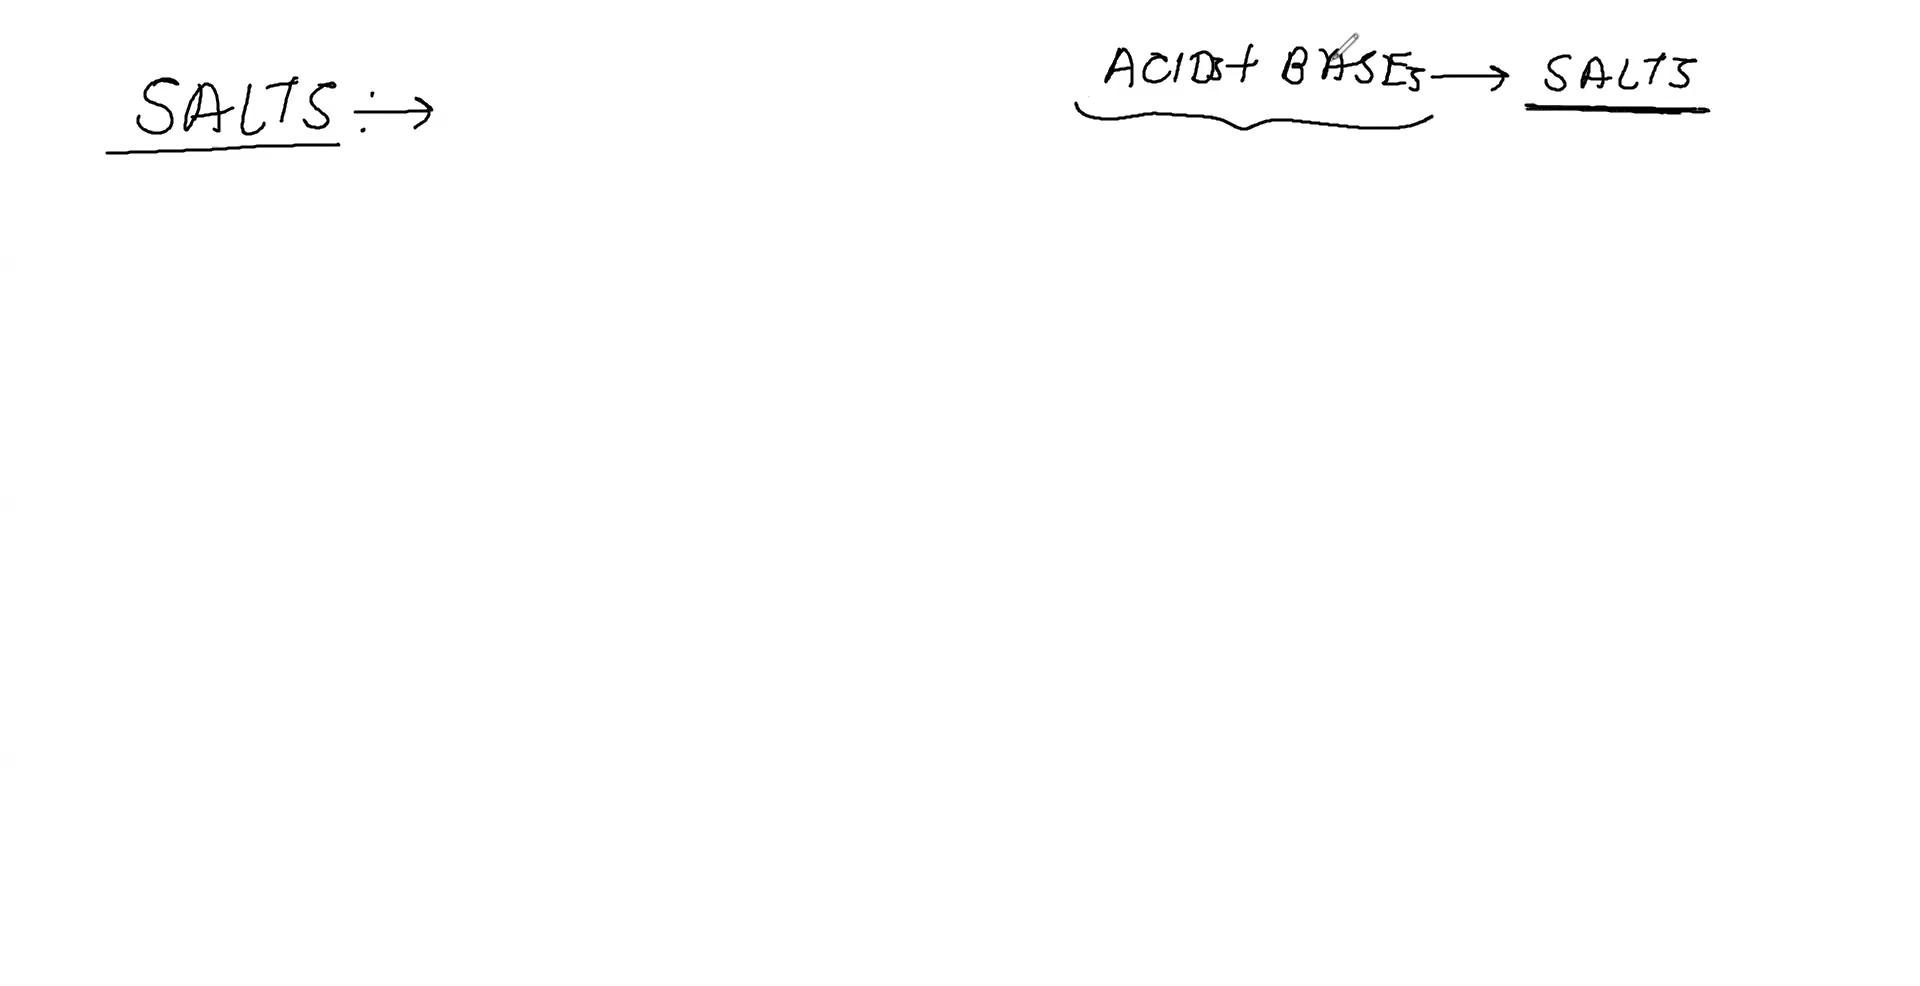 SALTS :→
ACIDS + BASES → SALTS